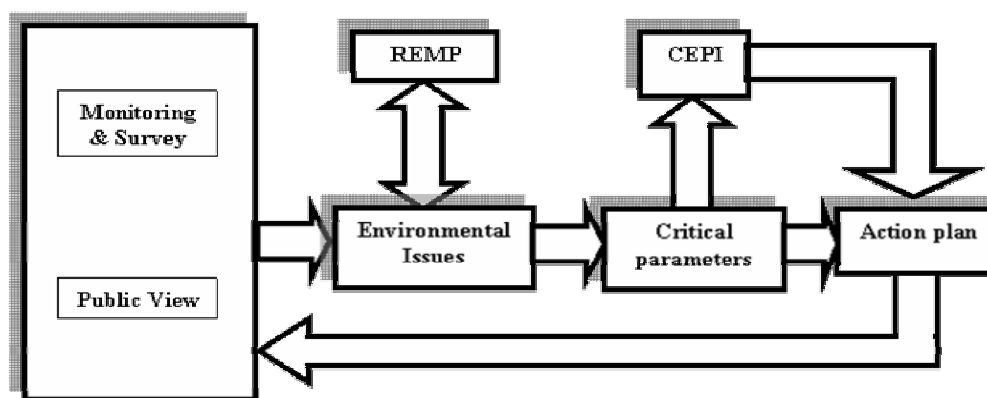 REMP
CEPI
Monitoring
& Survey
Environmental
Issues
Critical
parameters
Action plan
Public View